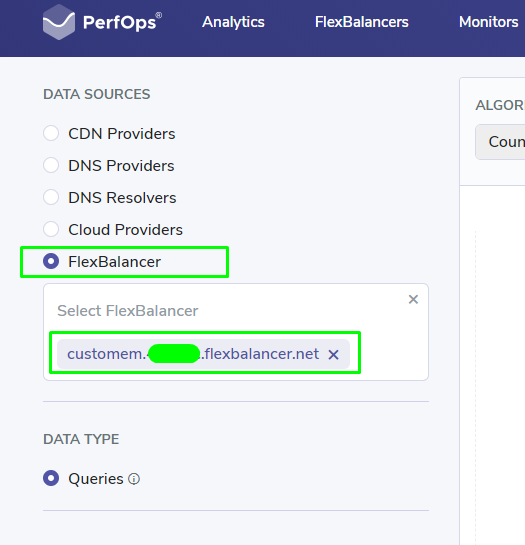 PerfOps® Analytics FlexBalancers Monitors
DATA SOURCES
ALGOR
CDN Providers
Coun
DNS Providers
DNS Resolvers
Cloud Providers
FlexBalancer
Select FlexBalancer
customem. .flexbalancer.net ×
DATA TYPE
Queries